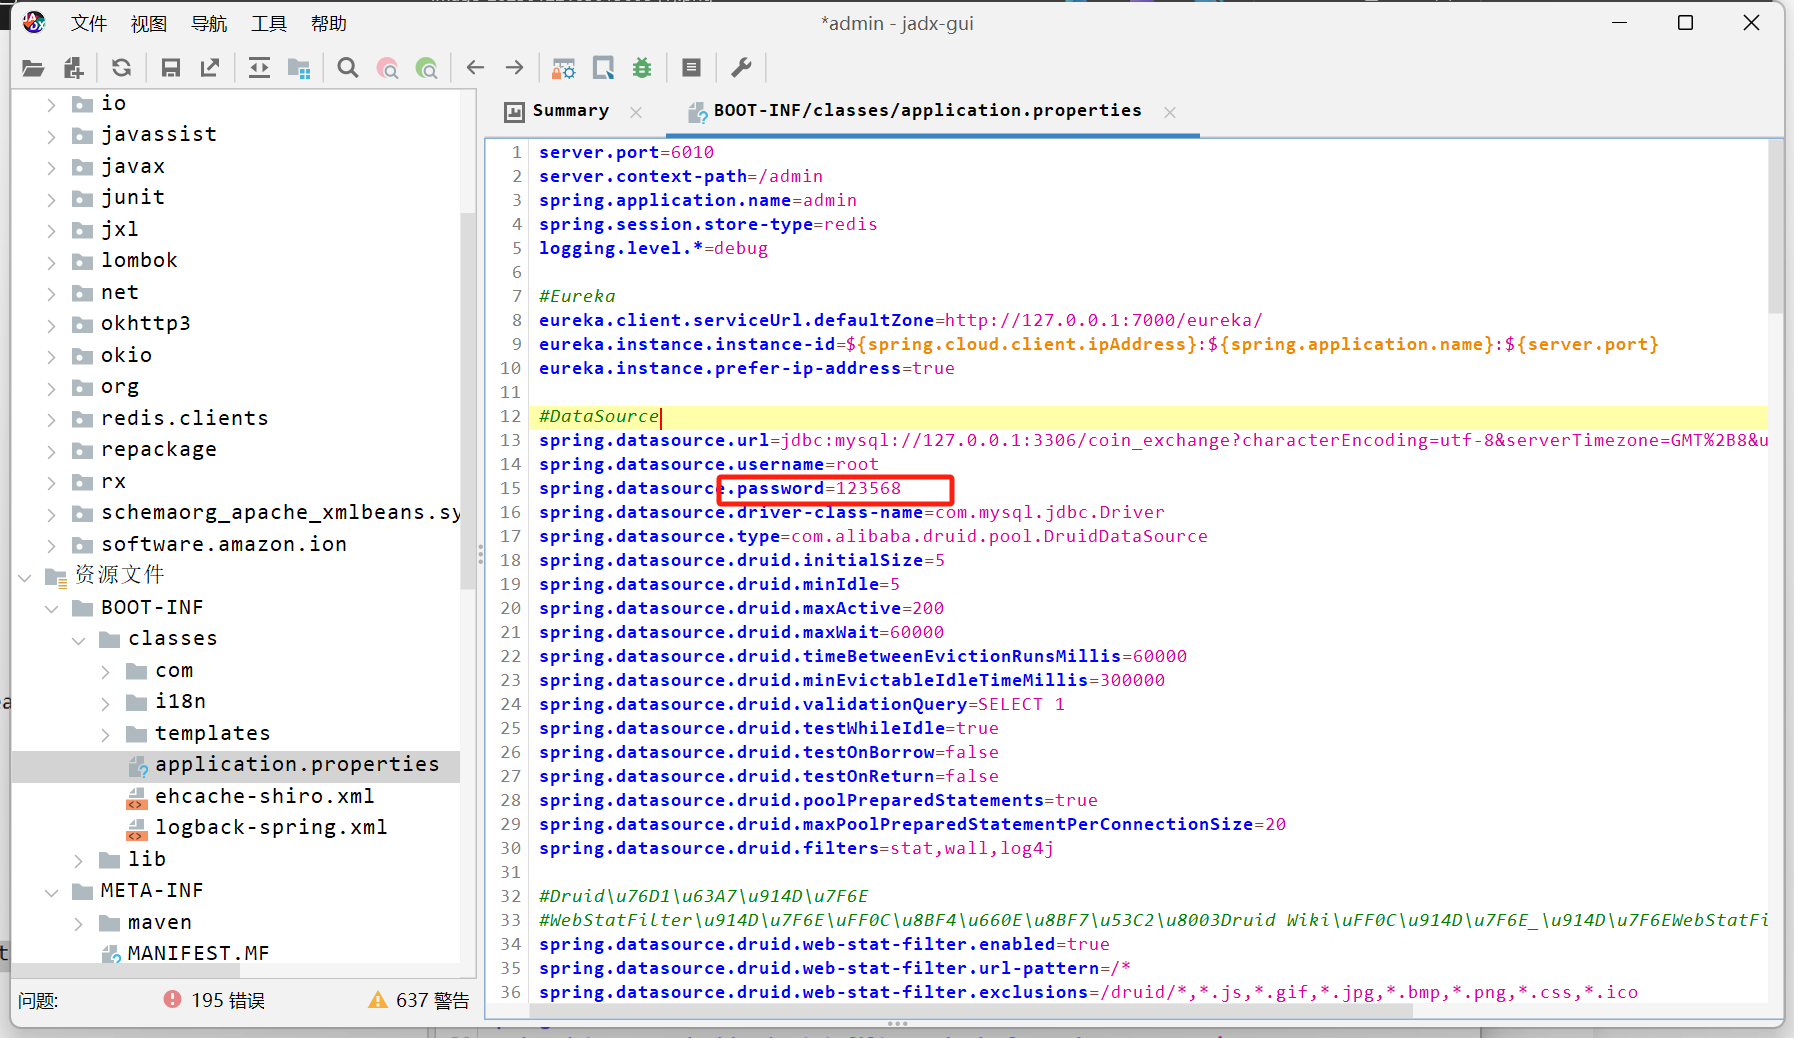 文件 视图 导航 工具 帮助
*admin - jadx-gui
io
javassist
javax
junit
jxl
lombok
net
okhttp3
okio
org
redis.clients
repackage
rx
schemaorg_apache_xmlbeans.sy
software.amazon.ion
资源文件
BOOT-INF
classes
com
i18n
templates
application.properties
ehcache-shiro.xml
logback-spring.xml
lib
META-INF
maven
MANIFEST.MF
问题: 195 错误 637 警告
Summary
BOOT-INF/classes/application.properties
1 server.port=6010
2 server.context-path=/admin
3 spring.application.name=admin
4 spring.session.store-type=redis
5 logging.level.*=debug
6
7 #Eureka
8 eureka.client.serviceUrl.defaultZone=http://127.0.0.1:7000/eureka/
9 eureka.instance.instance-id=${spring.cloud.client.ipAddress}:${spring.application.name}:${server.port}
10 eureka.instance.prefer-ip-address=true
11
12 #DataSource
13 spring.datasource.url=jdbc:mysql://127.0.0.1:3306/coin_exchange?characterEncoding=utf-8&serverTimezone=GMT%2B8&u
14 spring.datasource.username=root
15 spring.datasource.password=123568
16 spring.datasource.driver-class-name=com.mysql.jdbc.Driver
17 spring.datasource.type=com.alibaba.druid.pool.DruidDataSource
18 spring.datasource.druid.initialSize=5
19 spring.datasource.druid.minIdle=5
20 spring.datasource.druid.maxActive=200
21 spring.datasource.druid.maxWait=60000
22 spring.datasource.druid.timeBetweenEvictionRunsMillis=60000
23 spring.datasource.druid.minEvictableIdleTimeMillis=300000
24 spring.datasource.druid.validationQuery=SELECT 1
25 spring.datasource.druid.testWhileIdle=true
26 spring.datasource.druid.testOnBorrow=false
27 spring.datasource.druid.testOnReturn=false
28 spring.datasource.druid.poolPreparedStatements=true
29 spring.datasource.druid.maxPoolPreparedStatementPerConnectionSize=20
30 spring.datasource.druid.filters=stat,wall,log4j
31
32 #Druid\u76D1\u63A7\u914D\u7F6E
33 #WebStatFilter\u914D\u7F6E\uFF0C\u8BF4\u660E\u8BF7\u53C2\u8003Druid Wiki\uFF0C\u914D\u7F6E_\u914D\u7F6EWebStatFi
34 spring.datasource.druid.web-stat-filter.enabled=true
35 spring.datasource.druid.web-stat-filter.url-pattern=/*
36 spring.datasource.druid.web-stat-filter.exclusions=/druid/*,*.js,*.gif,*.jpg,*.bmp,*.png,*.css,*.ico